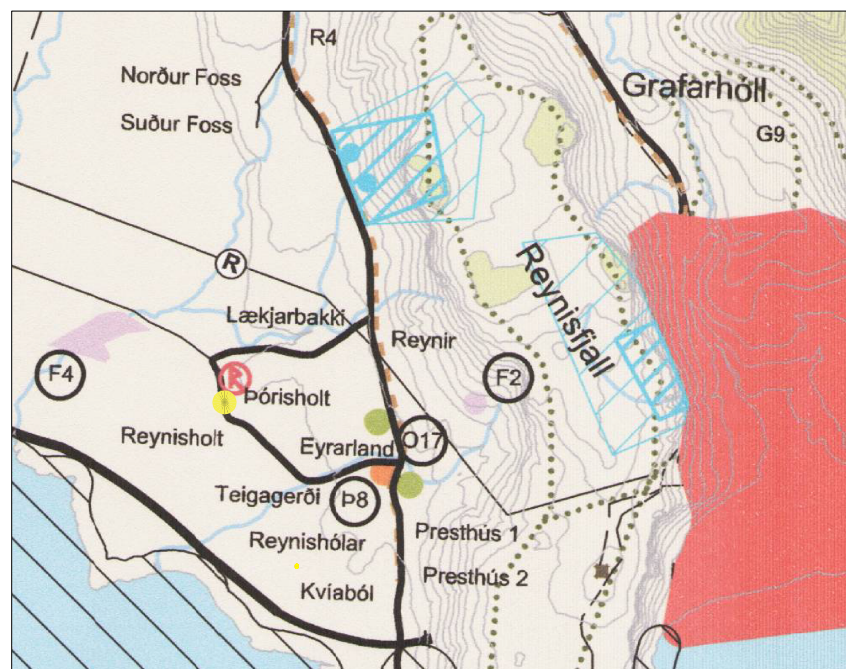 R4
Norður Foss
Suður Foss
Grafarhóll
G9
R
Reynisfjall
Lækjarbakki
Reynir
F4
R
F2
Þórisholt
Reynisholt
Eyrarland
O17
Teigagerði
Þ8
Reynishólar
Presthús 1
Presthús 2
Kvíaból